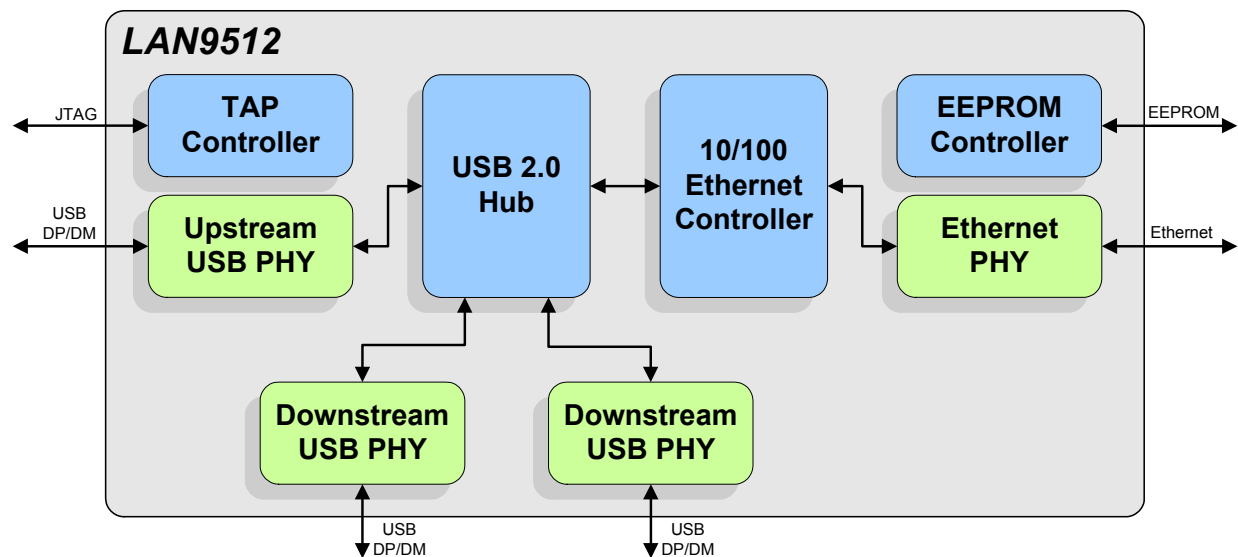 LAN9512
TAP
Controller
JTAG
USB 2.0
Hub
10/100
Ethernet
Controller
EEPROM
Controller
EEPROM
USB
DP/DM
Upstream
USB PHY
Ethernet
PHY
Ethernet
Downstream
USB PHY
Downstream
USB PHY
USB
DP/DM
USB
DP/DM